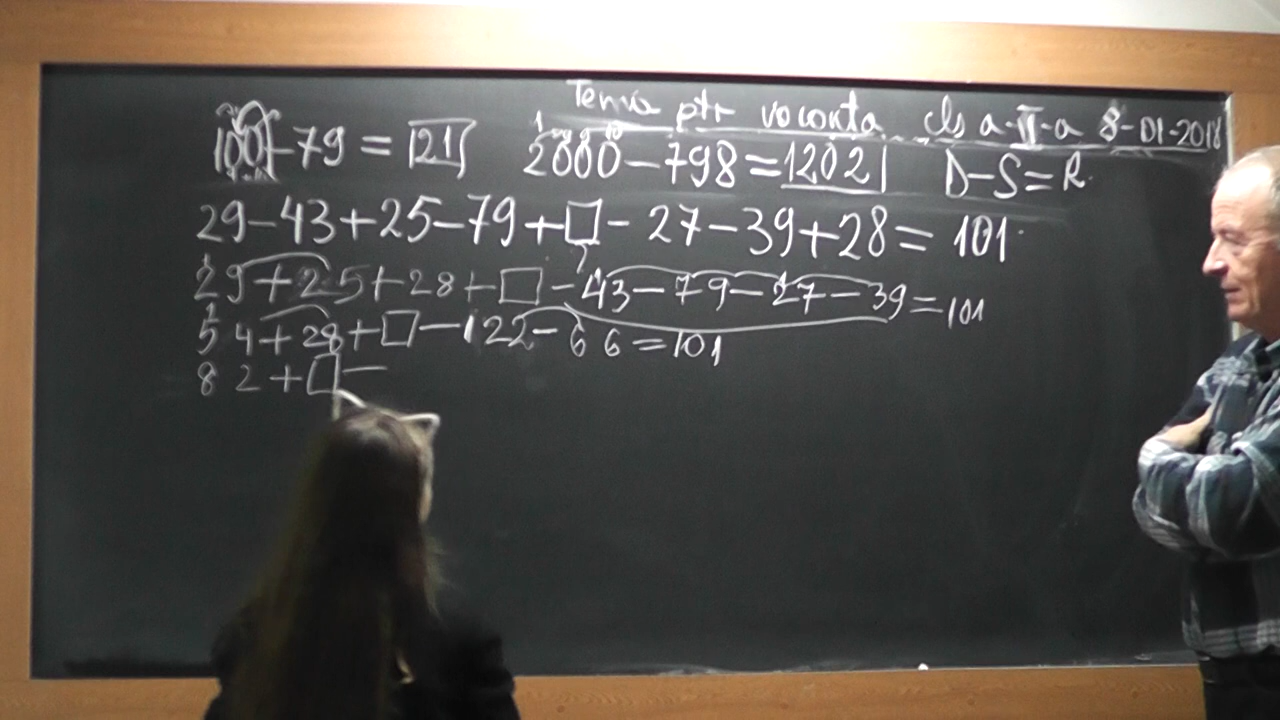 Tema ptr vaconta cls a-II-a 8-01-2018
100-79 = 21 2000-798=1202 D-S=R
29-43+25-79+□-27-39+28=101
29+25+28+□-43-79-27-39=101
54+28+□-122-66=101
82+□-